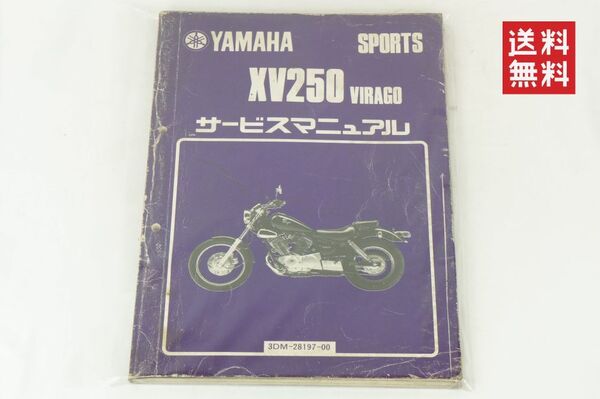 YAMAHA SPORTS
XV250 VIRAGO
サービスマニュアル
3DM-28197-00
送料
無料